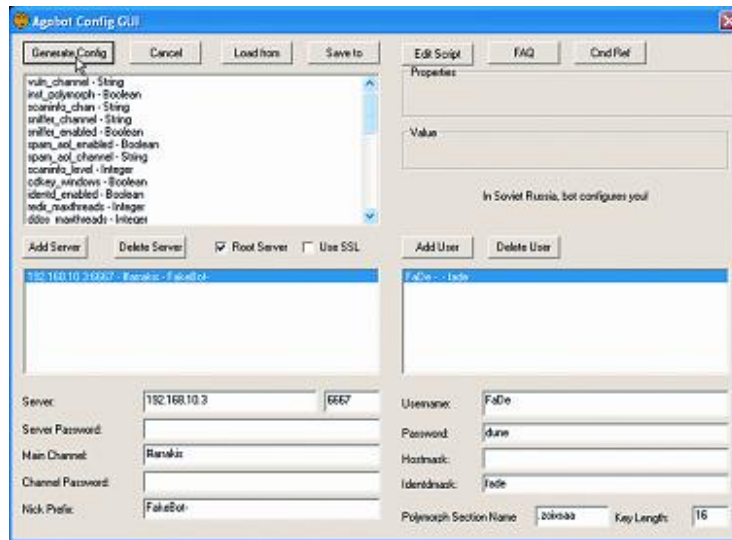 Agobot Config GUI
Generate Config
Cancel
Load from
Save to
Edit Script
FAQ
Cmd Ref
Properties
vuln_channel - String
inst_polymorph - Boolean
scaninfo_chan - String
sniffer_channel - String
sniffer_enabled - Boolean
spam_aol_enabled - Boolean
spam_aol_channel - String
scaninfo_level - Integer
cdkey_windows - Boolean
identd_enabled - Boolean
redir_maxthreads - Integer
ddos_maxthreads - Integer
Value
In Soviet Russia, bot configures you!
Add Server
Delete Server
Root Server
Use SSL
Add User
Delete User
192.168.10.3:6667 - - FakeBot-
FaDe - - fade
Server:
192.168.10.3
6667
Server Password:
Main Channel:
Channel Password:
Nick Prefix:
FakeBot-
Username:
FaDe
Password:
dune
Hostmask:
Identdmask:
fade
Polymorph Section Name
Key Length:
16